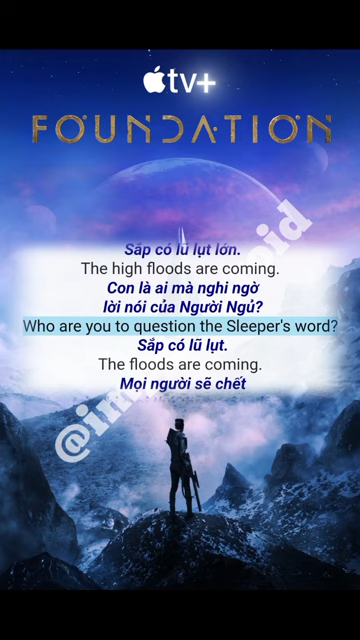 tv+
FOUNDATION
Sắp có lũ lụt lớn.
The high floods are coming.
Con là ai mà nghi ngờ
lời nói của Người Ngủ?
Who are you to question the Sleeper's word?
Sắp có lũ lụt.
The floods are coming.
Mọi người sẽ chết